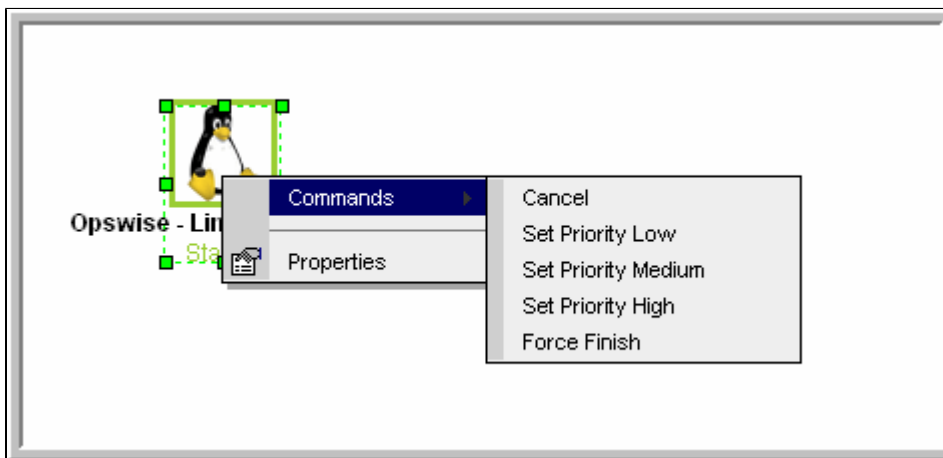 Commands
Cancel
Opswise - Lin
Set Priority Low
Sta
Properties
Set Priority Medium
Set Priority High
Force Finish